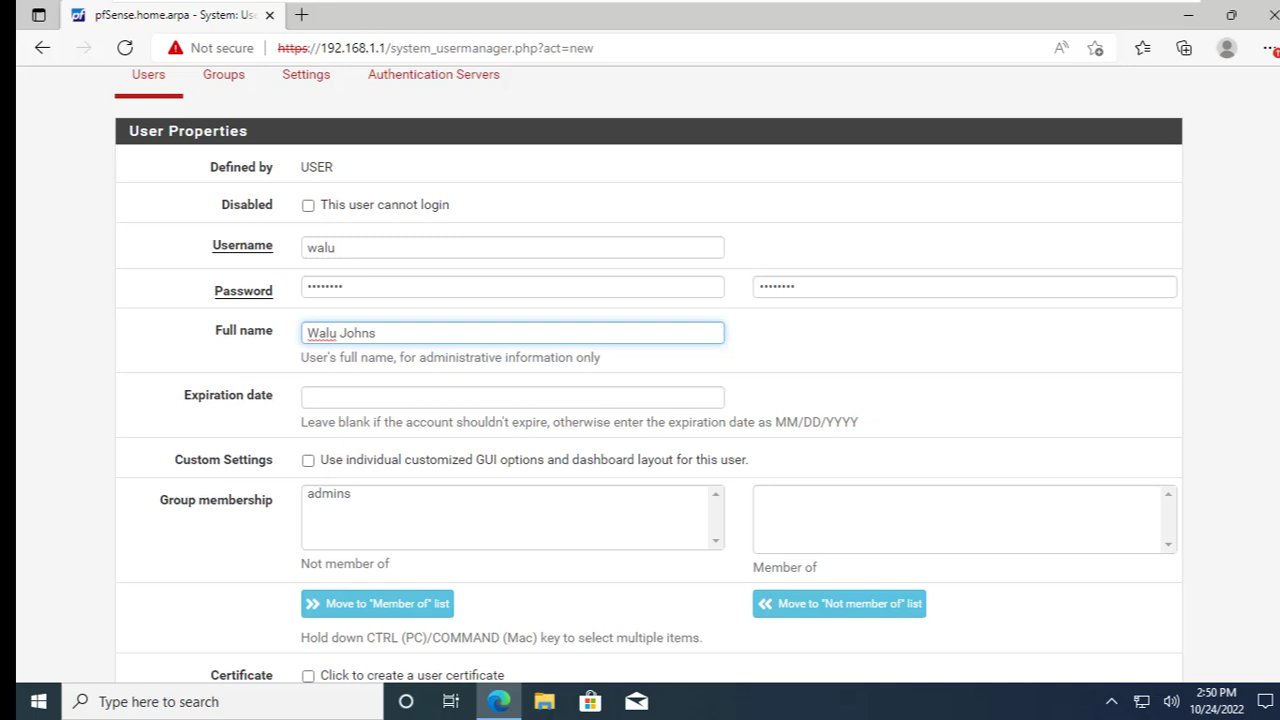 pfSense.home.arpa - System: Us
Not secure https://192.168.1.1/system_usermanager.php?act=new
Users Groups Settings Authentication Servers
User Properties
Defined by USER
Disabled This user cannot login
Username walu
Password •••••••• ••••••••
Full name Walu Johns
User's full name, for administrative information only
Expiration date
Leave blank if the account shouldn't expire, otherwise enter the expiration date as MM/DD/YYYY
Custom Settings Use individual customized GUI options and dashboard layout for this user.
Group membership admins
Not member of Member of
Move to "Member of" list Move to "Not member of" list
Hold down CTRL (PC)/COMMAND (Mac) key to select multiple items.
Certificate Click to create a user certificate
Type here to search
2:50 PM
10/24/2022